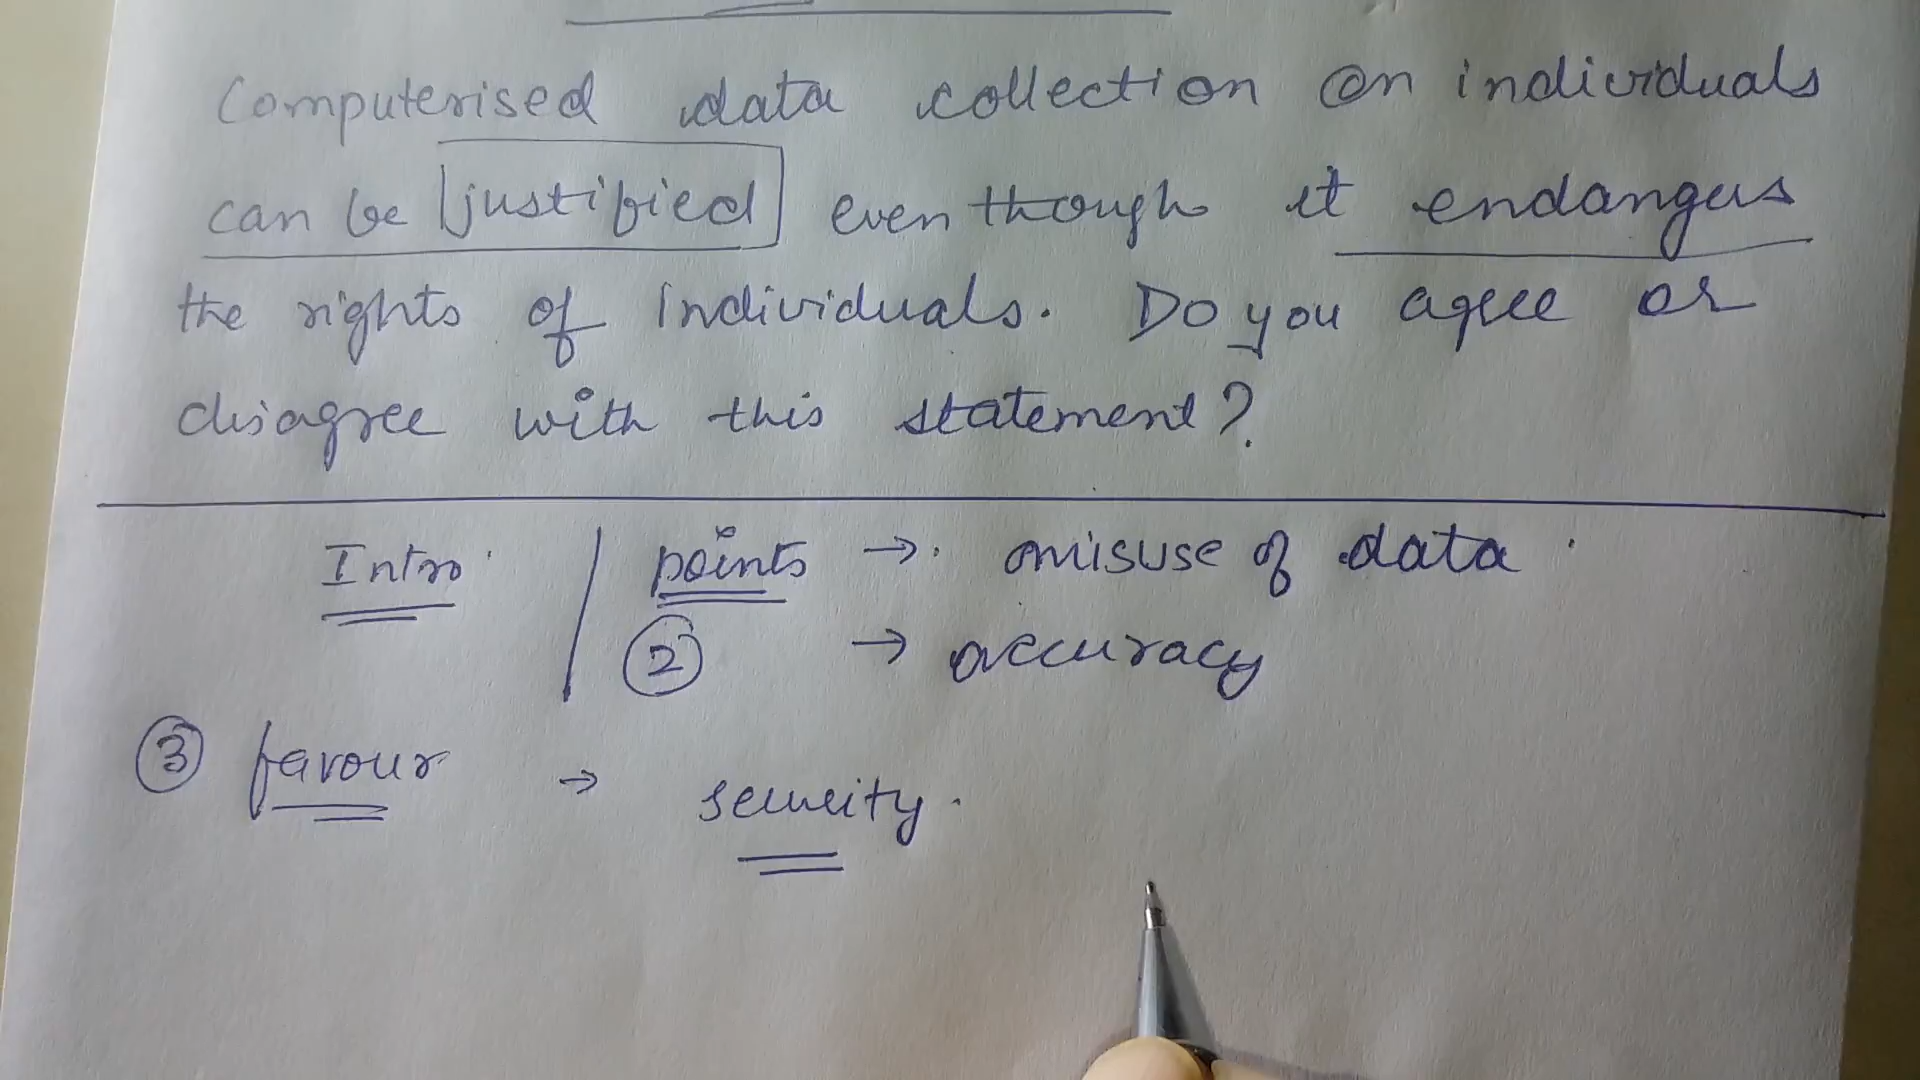 Computerised data collection on individuals
can be justified even though it endangers
the rights of individuals. Do you agree or
disagree with this statement?
Intro points → misuse of data
② → accuracy
③ favour → security.